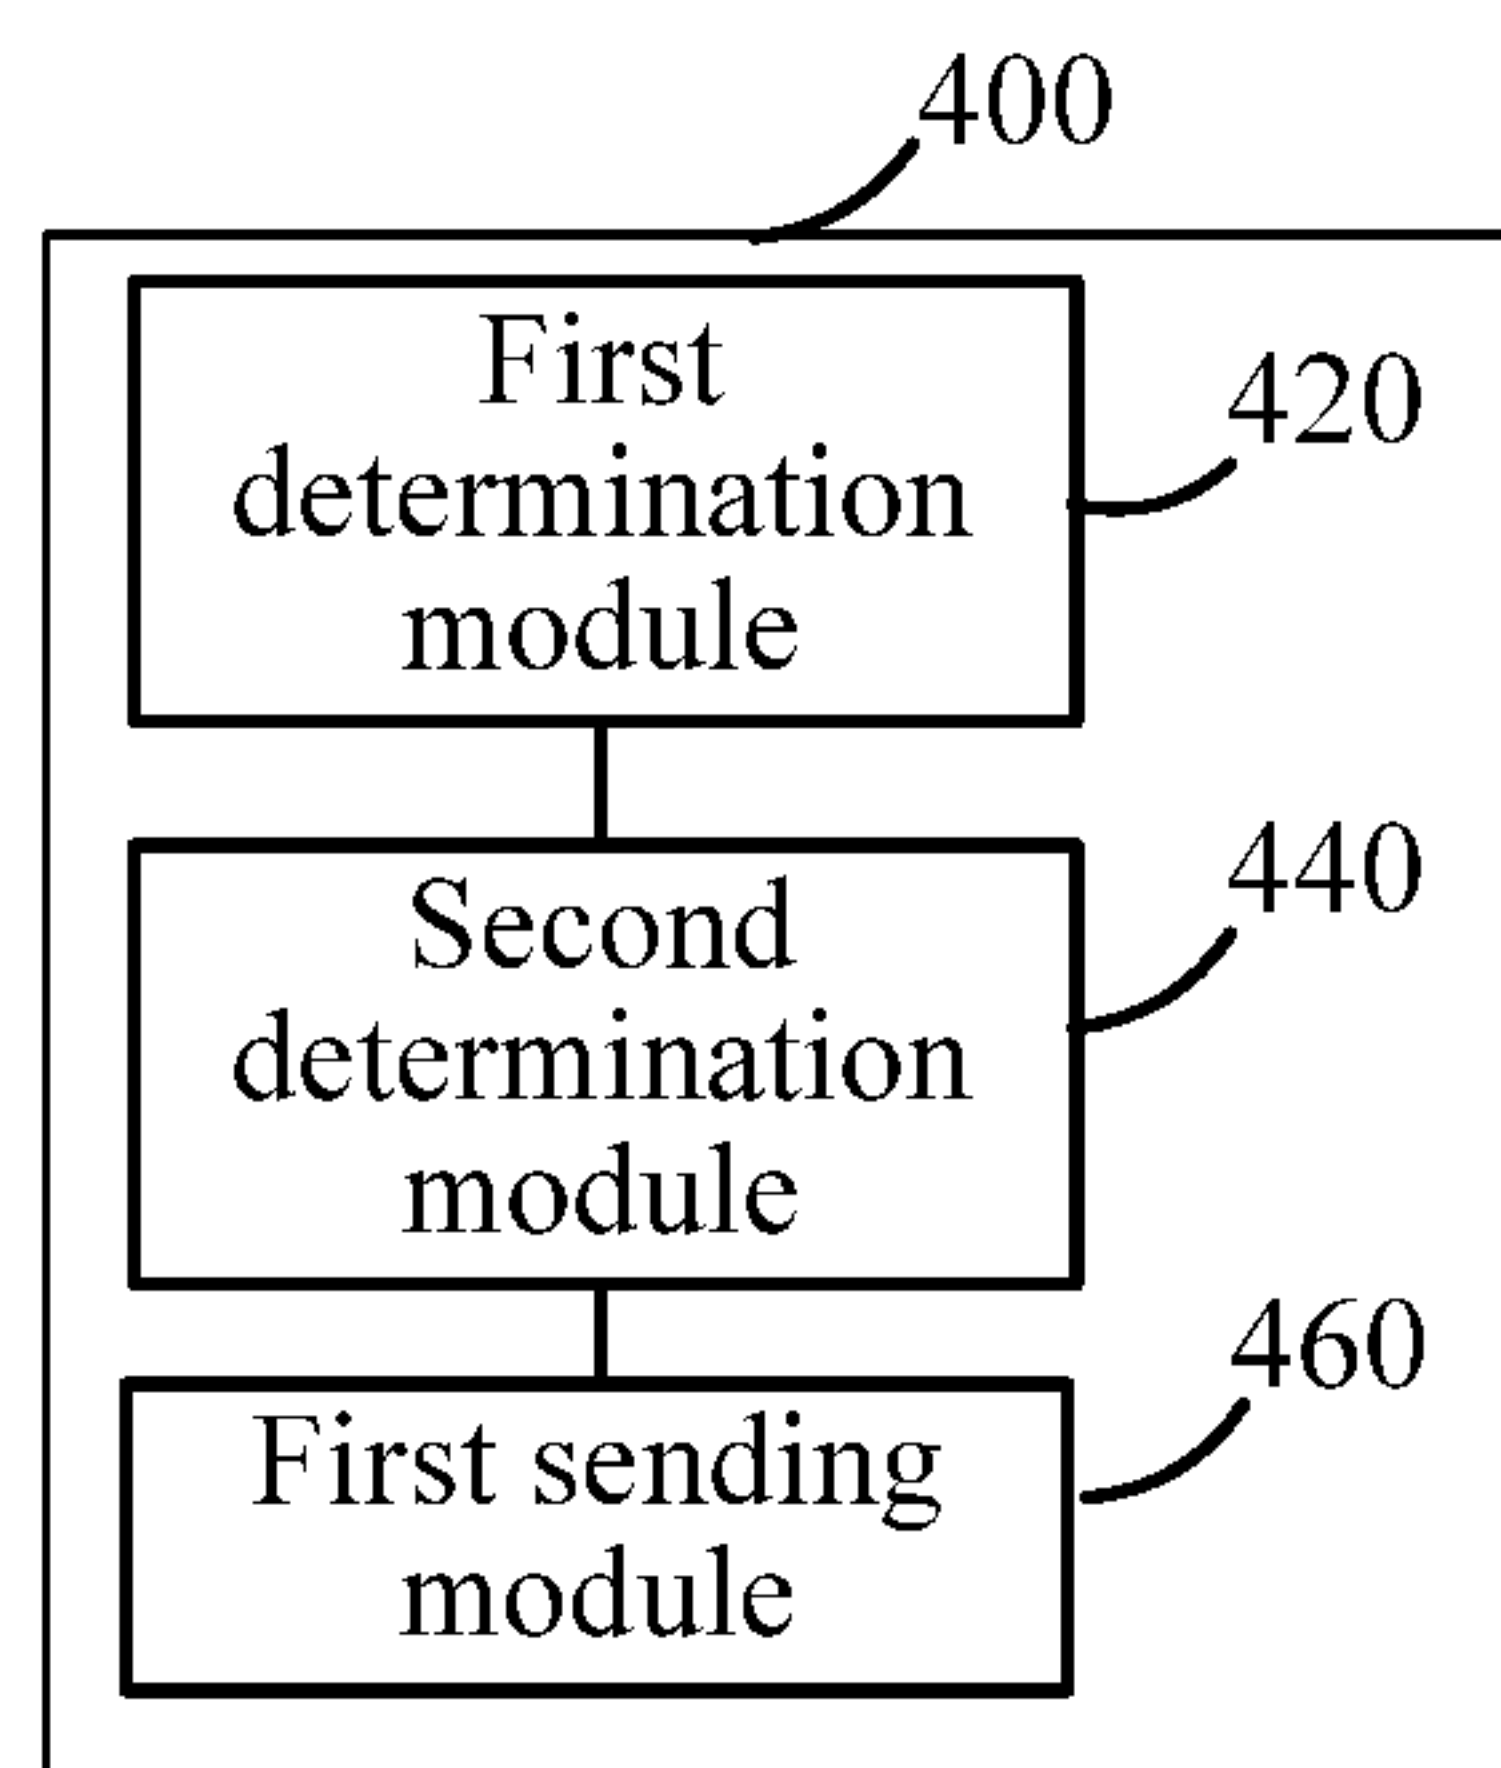 400
First
determination
module
420
Second
determination
module
440
First sending
module
460